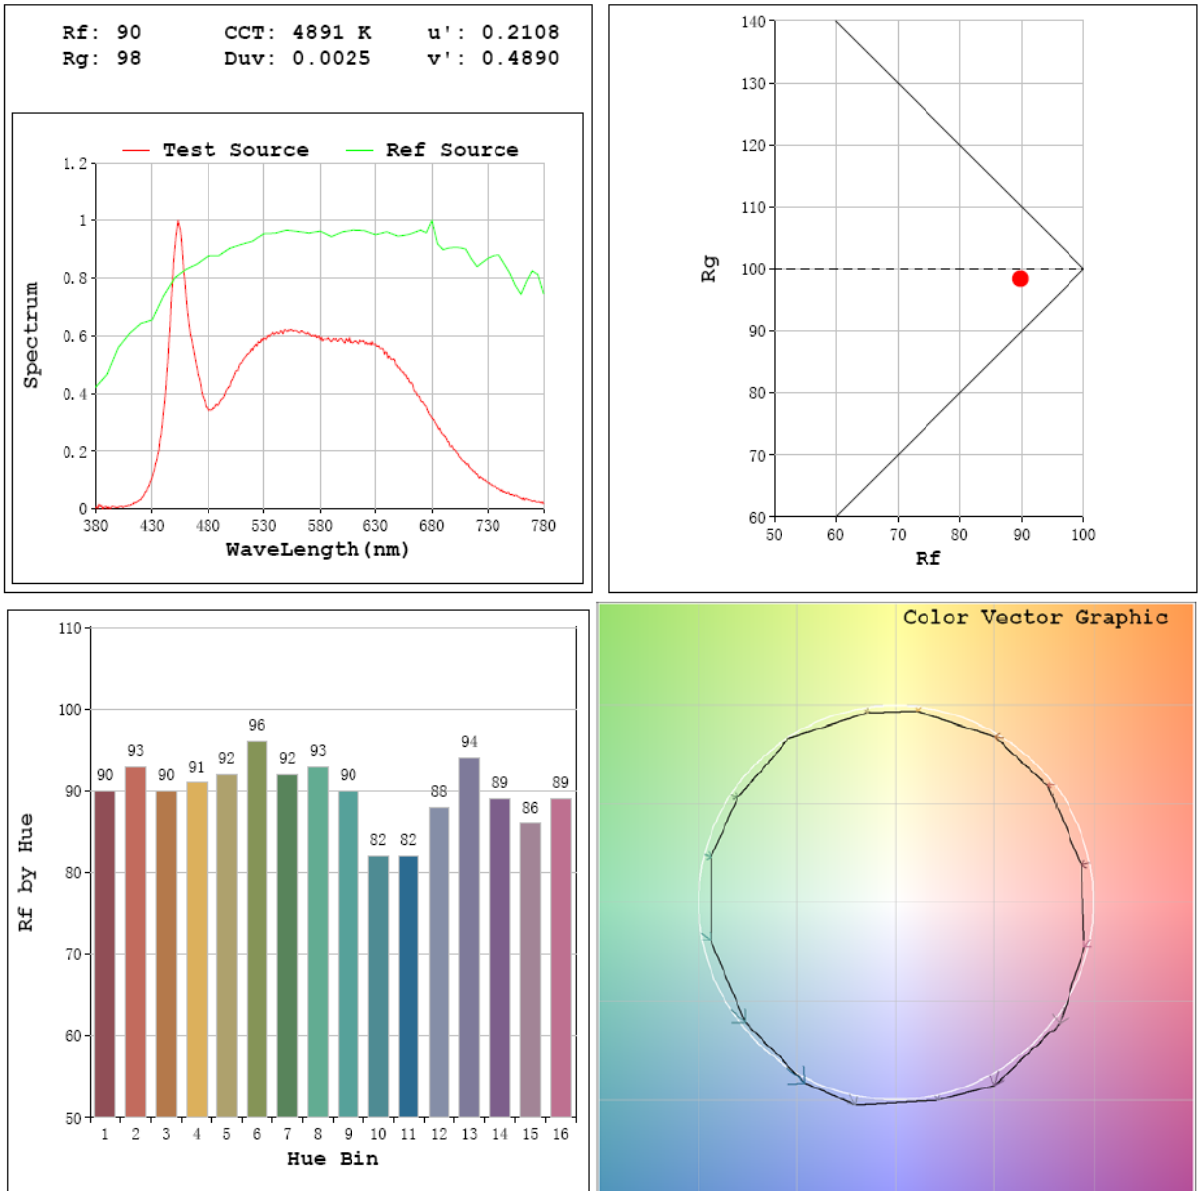 Rf: 90 CCT: 4891 K u': 0.2108
Rg: 98 Duv: 0.0025 v': 0.4890
Test Source Ref Source
Spectrum
1.2
1
0.8
0.6
0.4
0.2
0
380 430 480 530 580 630 680 730 780
WaveLength(nm)
Rg
140
130
120
110
100
90
80
70
60
50 60 70 80 90 100
Rf
Rf by Hue
110
100
90
80
70
60
50
90 93 90 91 92 96 92 93 90 82 82 88 94 89 86 89
1 2 3 4 5 6 7 8 9 10 11 12 13 14 15 16
Hue Bin
Color Vector Graphic